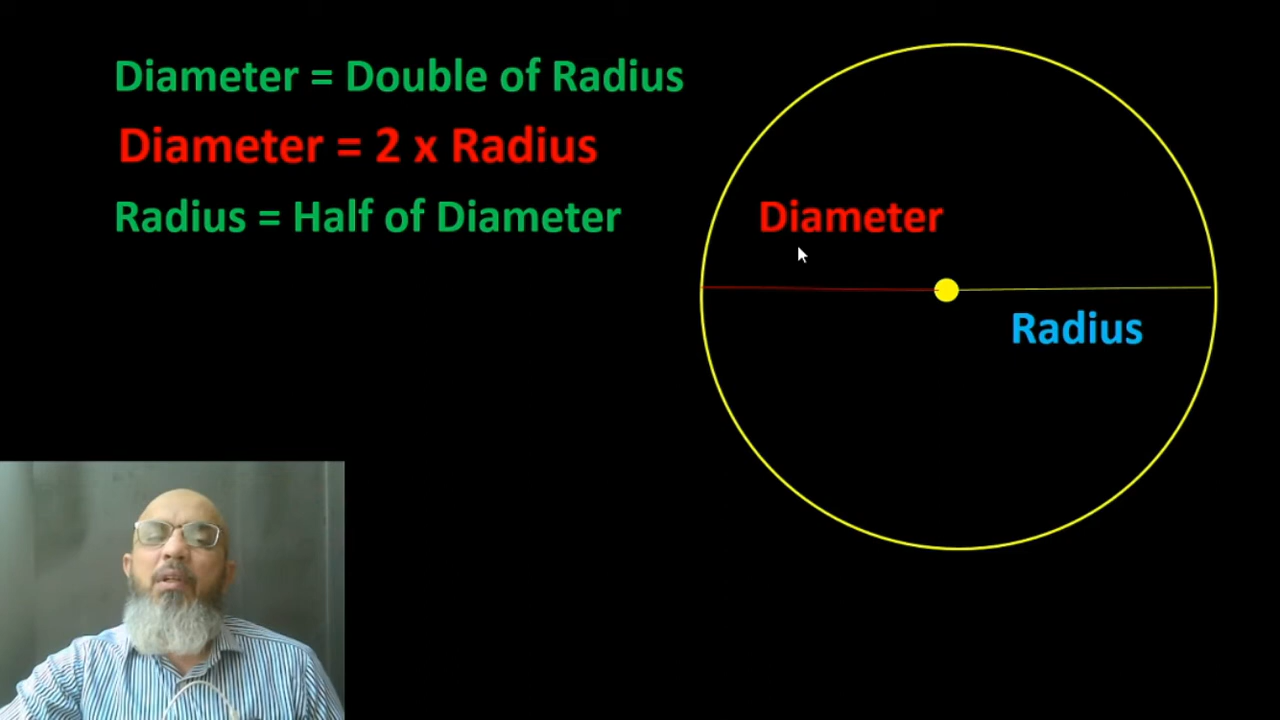 Diameter = Double of Radius
Diameter = 2 x Radius
Radius = Half of Diameter
Diameter
Radius